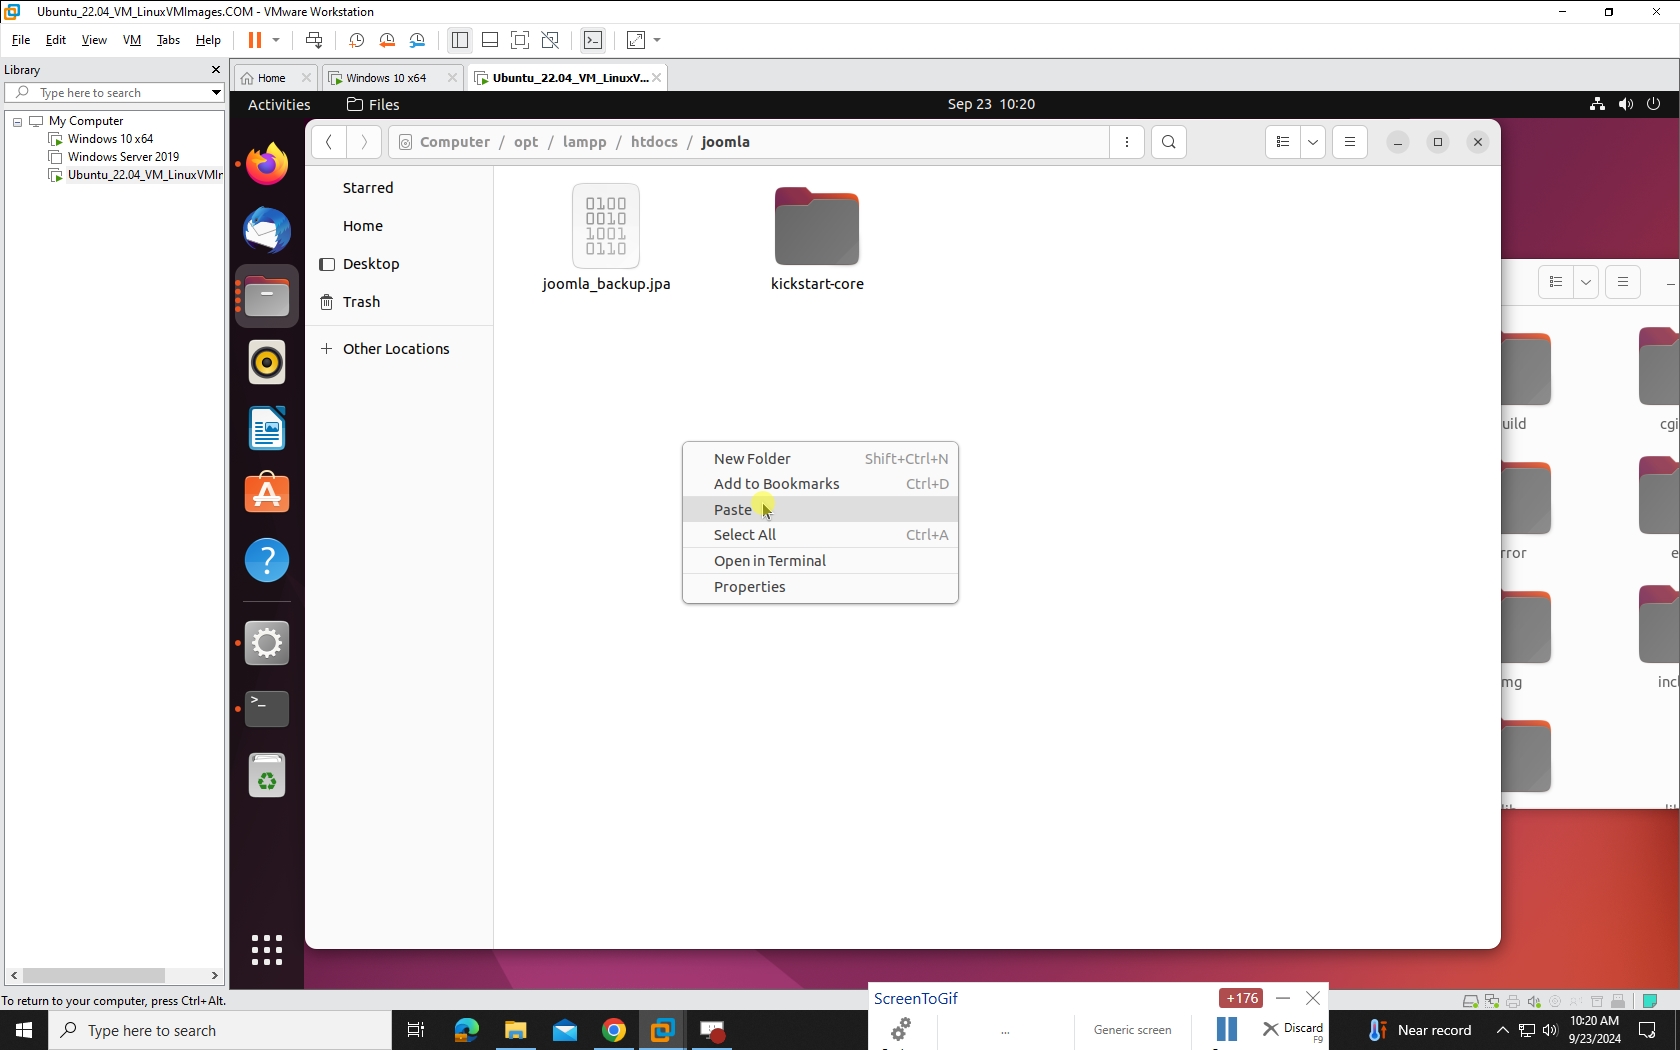 Ubuntu_22.04_VM_LinuxVMImages.COM - VMware Workstation
File Edit View VM Tabs Help
Library
Type here to search
My Computer
Windows 10 x64
Windows Server 2019
Ubuntu_22.04_VM_LinuxVMIr
Home
Windows 10 x64
Ubuntu_22.04_VM_LinuxV...
Activities
Files
Sep 23 10:20
Computer / opt / lampp / htdocs / joomla
Starred
Home
Desktop
Trash
+ Other Locations
0100
0010
1001
0110
joomla_backup.jpa
kickstart-core
New Folder Shift+Ctrl+N
Add to Bookmarks Ctrl+D
Paste
Select All Ctrl+A
Open in Terminal
Properties
uild
cgi
rror
e
mg
incl
To return to your computer, press Ctrl+Alt.
ScreenToGif
+176
...
Generic screen
Discard
F9
Type here to search
Near record
10:20 AM
9/23/2024